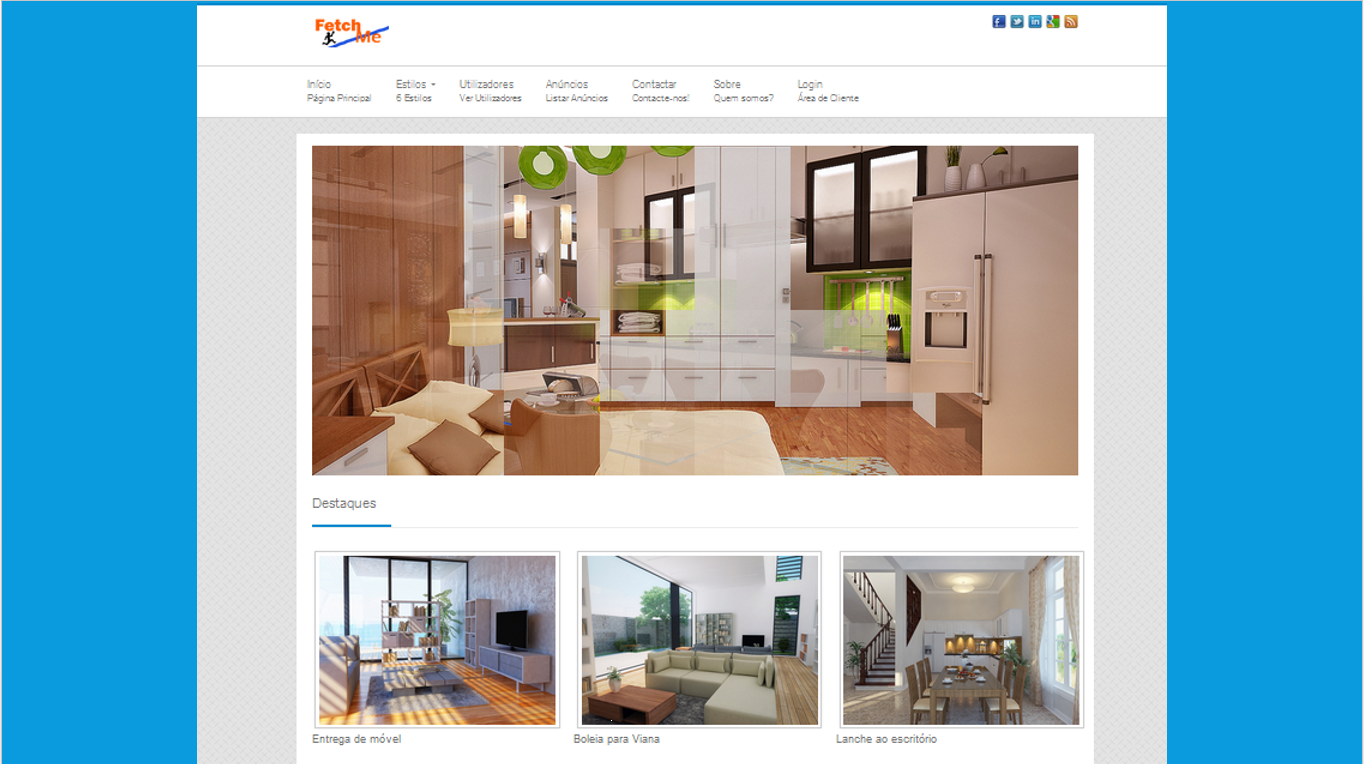 Fetch
Me
Início
Página Principal
Estilos
6 Estilos
Utilizadores
Ver Utilizadores
Anúncios
Listar Anúncios
Contactar
Contacte-nos!
Sobre
Quem somos?
Login
Área de Cliente
Destaques
Entrega de móvel
Boleia para Viana
Lanche ao escritório